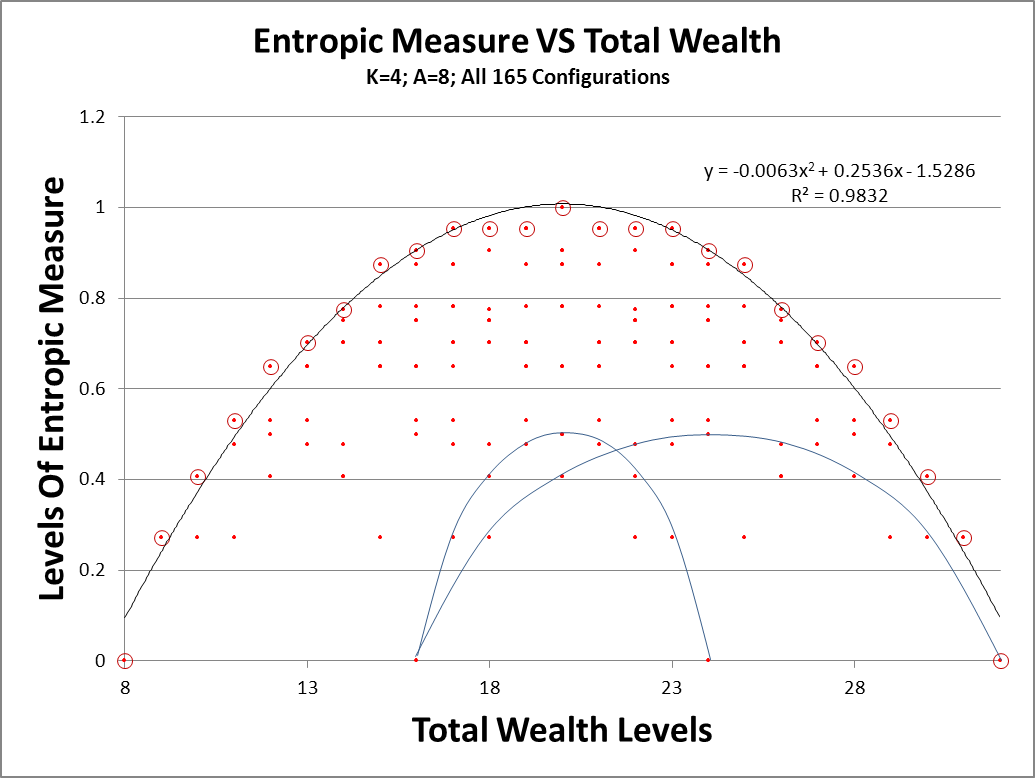 Entropic Measure VS Total Wealth
K=4; A=8; All 165 Configurations
1.2
y = -0.0063x² + 0.2536x - 1.5286
R² = 0.9832
1
0.8
0.6
0.4
0.2
0
Levels Of Entropic Measure
8 13 18 23 28
Total Wealth Levels